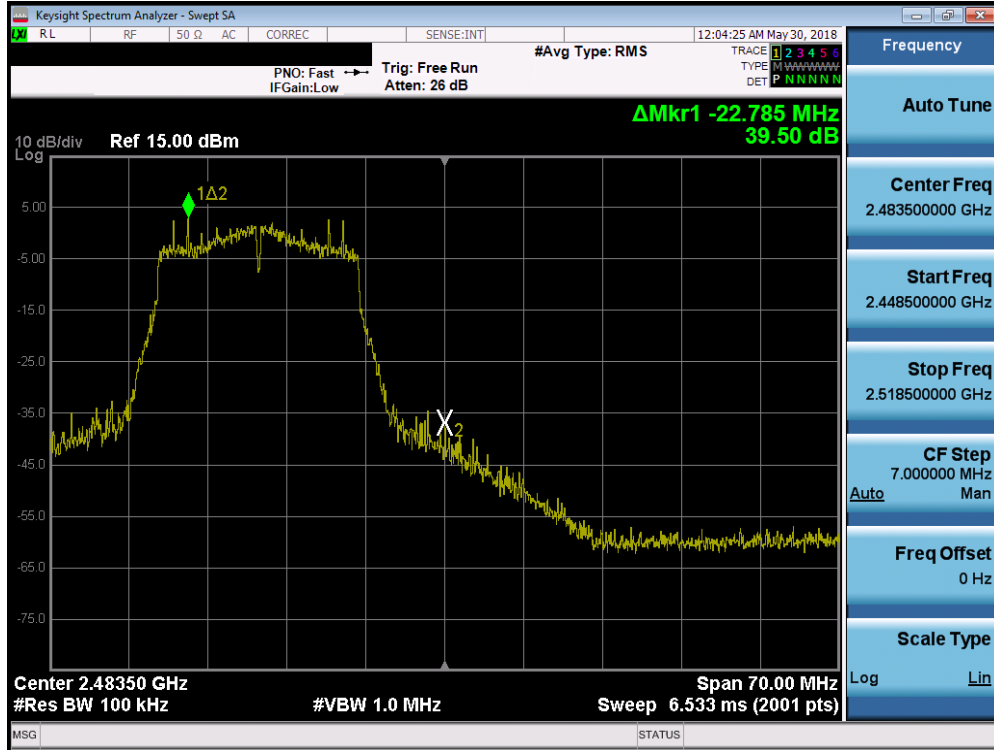 Keysight Spectrum Analyzer - Swept SA
LXI RL RF 50 Ω AC CORREC SENSE:INT 12:04:25 AM May 30, 2018
#Avg Type: RMS
TRACE 1 2 3 4 5 6
PNO: Fast Trig: Free Run
TYPE M WWWWW
IFGain:Low Atten: 26 dB
DET P N N N N N
ΔMkr1 -22.785 MHz
39.50 dB
10 dB/div Ref 15.00 dBm
Log
1Δ2
5.00
-5.00
-15.0
-25.0
-35.0
X2
-45.0
-55.0
-65.0
-75.0
Center 2.48350 GHz Span 70.00 MHz
#Res BW 100 kHz #VBW 1.0 MHz Sweep 6.533 ms (2001 pts)
MSG STATUS
Frequency
Auto Tune
Center Freq
2.483500000 GHz
Start Freq
2.448500000 GHz
Stop Freq
2.518500000 GHz
CF Step
7.000000 MHz
Auto Man
Freq Offset
0 Hz
Scale Type
Log Lin